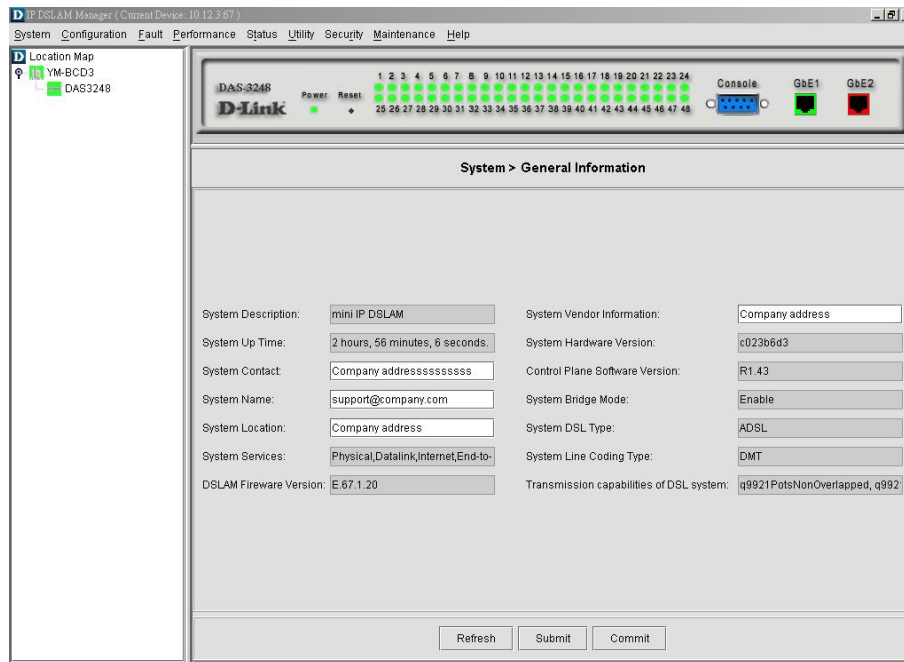 IP DSLAM Manager ( Current Device: 10.12.3.67 )
System Configuration Fault Performance Status Utility Security Maintenance Help
Location Map
YM-BCD3
DAS3248
DAS-3248
D-Link
Power Reset
1 2 3 4 5 6 7 8 9 10 11 12 13 14 15 16 17 18 19 20 21 22 23 24
25 26 27 28 29 30 31 32 33 34 35 36 37 38 39 40 41 42 43 44 45 46 47 48
Console GbE1 GbE2
System > General Information
System Description: mini IP DSLAM System Vendor Information: Company address
System Up Time: 2 hours, 56 minutes, 6 seconds. System Hardware Version: c023b6d3
System Contact: Company addresssssssssss Control Plane Software Version: R1.43
System Name: support@company.com System Bridge Mode: Enable
System Location: Company address System DSL Type: ADSL
System Services: Physical,Datalink,Internet,End-to- System Line Coding Type: DMT
DSLAM Fireware Version: E.67.1.20 Transmission capabilities of DSL system: q9921PotsNonOverlapped, q992
Refresh Submit Commit